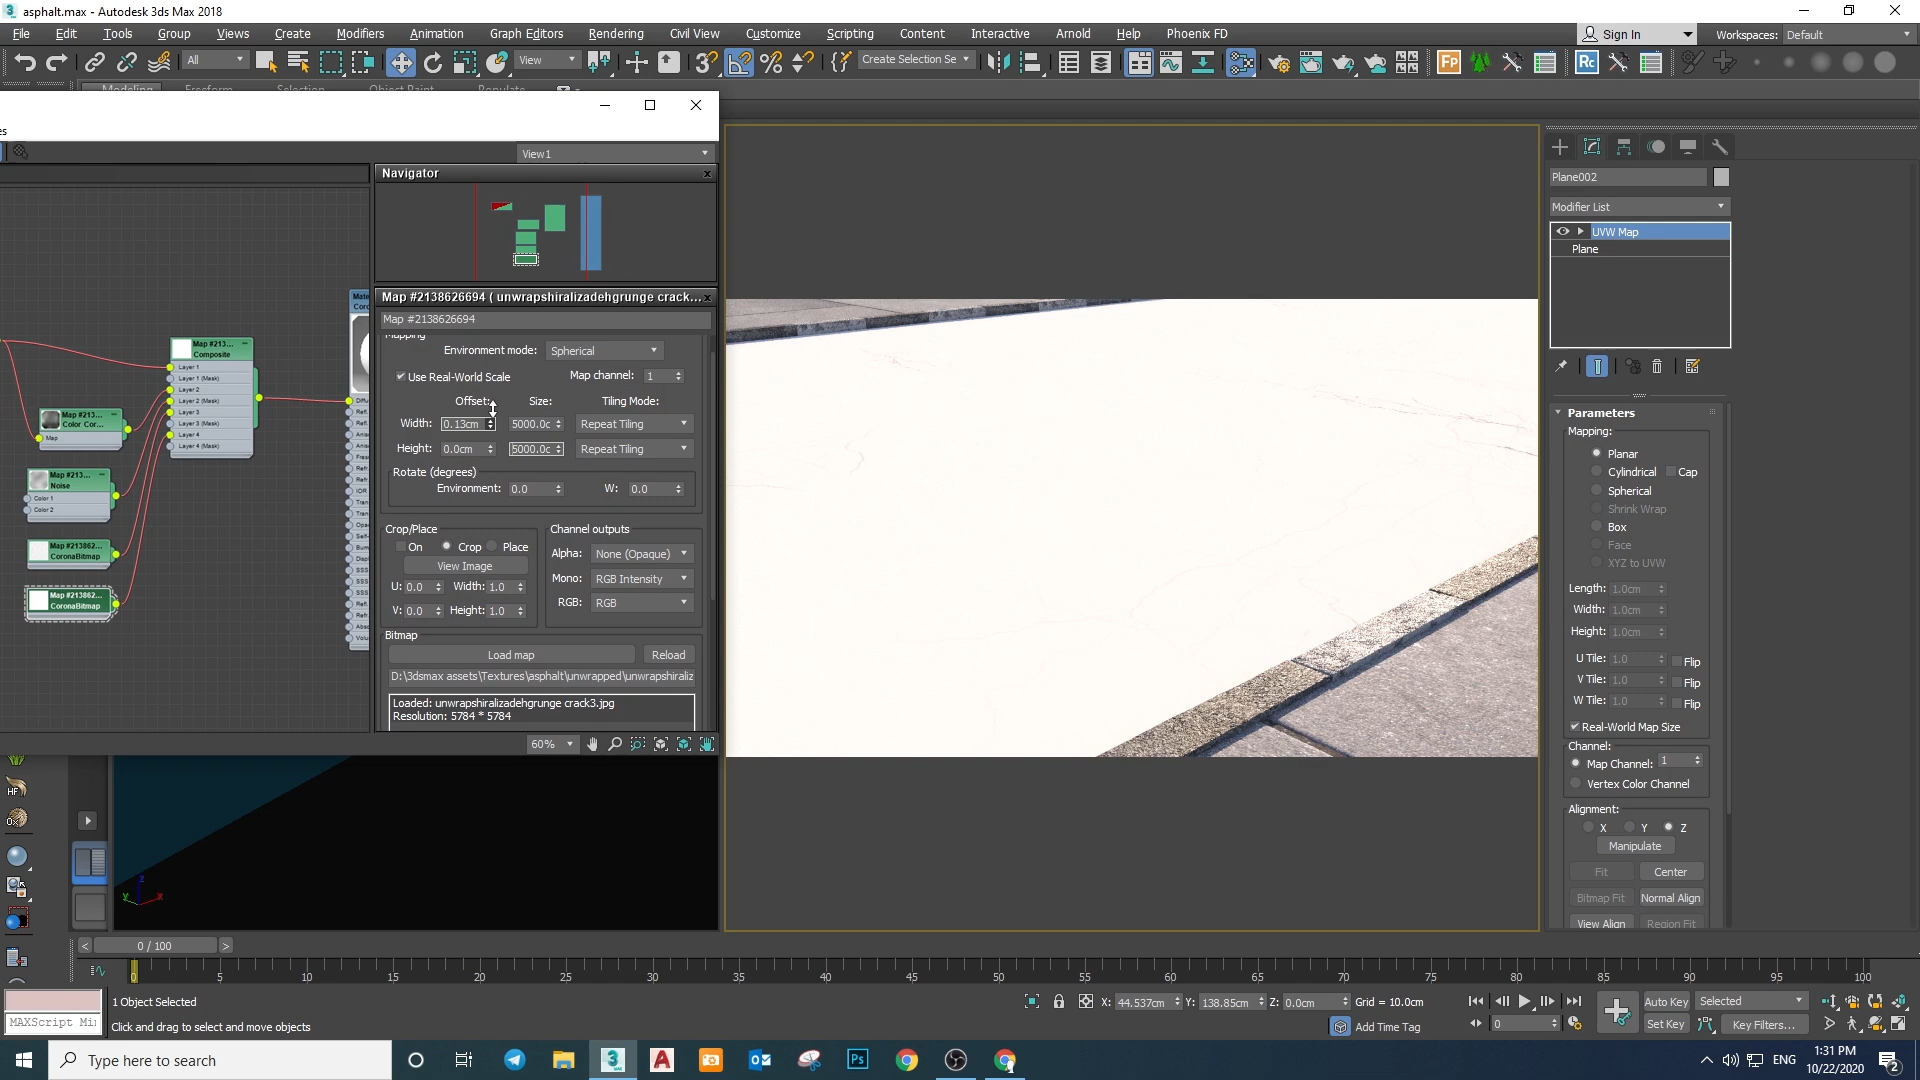 asphalt.max - Autodesk 3ds Max 2018
File Edit Tools Group Views Create Modifiers Animation Graph Editors Rendering Civil View Customize Scripting Content Interactive Arnold Help Phoenix FD
Sign In Workspaces: Default
All View Create Selection Se Fp Rc
Modeling Freeform Selection Object Paint Populate
es
View1
Navigator
Map #2138626694 ( unwrapshiralizadehgrunge crack...
Map #2138626694
Mapping
Environment mode: Spherical
Use Real-World Scale Map channel: 1
Offset: Size: Tiling Mode:
Width: 0.13cm 5000.0c Repeat Tiling
Height: 0.0cm 5000.0c Repeat Tiling
Rotate (degrees)
Environment: 0.0 W: 0.0
Crop/Place Channel outputs
On Crop Place Alpha: None (Opaque)
View Image
U: 0.0 Width: 1.0 Mono: RGB Intensity
V: 0.0 Height: 1.0 RGB: RGB
Bitmap
Load map Reload
D:\3dsmax assets\Textures\asphalt\unwrapped\unwrapshiraliz
Loaded: unwrapshiralizadehgrunge crack3.jpg
Resolution: 5784 * 5784
60%
Map #213...
Composite
Layer 1
Layer 1 (Mask)
Layer 2
Layer 2 (Mask)
Layer 3
Layer 3 (Mask)
Layer 4
Layer 4 (Mask)
Map #213...
Color Cor...
Map
Map #213...
Noise
Color 1
Color 2
Map #213862...
CoronaBitmap
Map #213862...
CoronaBitmap
Plane002
Modifier List
UVW Map
Plane
Parameters
Mapping:
Planar
Cylindrical Cap
Spherical
Shrink Wrap
Box
Face
XYZ to UVW
Length: 1.0cm
Width: 1.0cm
Height: 1.0cm
U Tile: 1.0 Flip
V Tile: 1.0 Flip
W Tile: 1.0 Flip
Real-World Map Size
Channel:
Map Channel: 1
Vertex Color Channel
Alignment:
X Y Z
Manipulate
Fit Center
Bitmap Fit Normal Align
View Align Region Fit
HF
z
y x
< 0 / 100 >
0 5 10 15 20 25 30 35 40 45 50 55 60 65 70 75 80 85 90 95 100
1 Object Selected
X: 44.537cm Y: 138.85cm Z: 0.0cm Grid = 10.0cm
Auto Key Selected
MAXScript Mi
Click and drag to select and move objects
Add Time Tag
0
Set Key Key Filters...
Type here to search
Ps
ENG
1:31 PM
10/22/2020
2